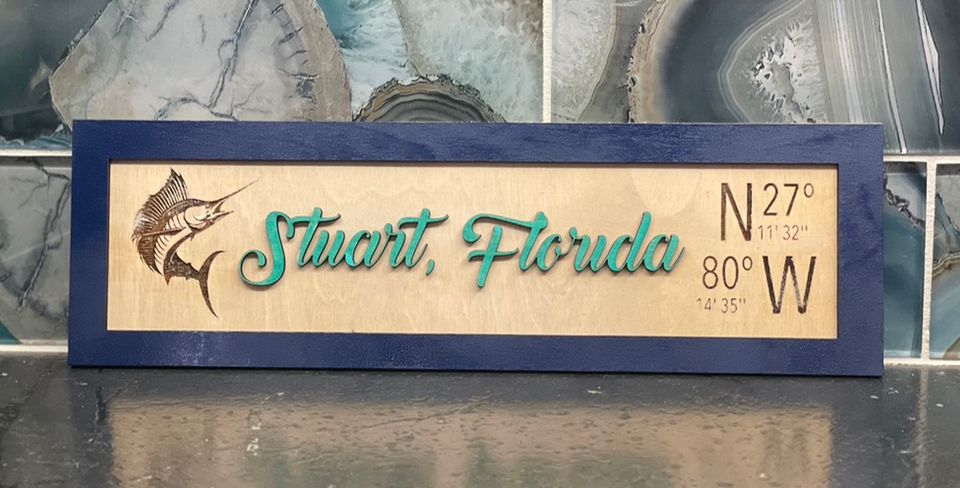 Stuart, Florida
N 27°
11' 32"
80° W
14' 35"